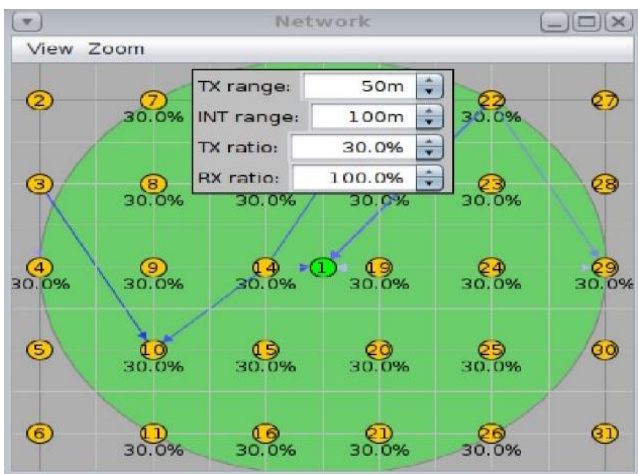 Network
View Zoom
TX range: 50m
INT range: 100m
TX ratio: 30.0%
RX ratio: 100.0%
2 7 22 27
30.0% 30.0%
3 8 23 28
30.0% 30.0% 30.0% 30.0%
4 9 14 1 19 24 29
30.0% 30.0% 30.0% 30.0% 30.0% 30.0%
5 10 15 20 25 30
30.0% 30.0% 30.0% 30.0%
6 11 16 21 26 31
30.0% 30.0% 30.0% 30.0%